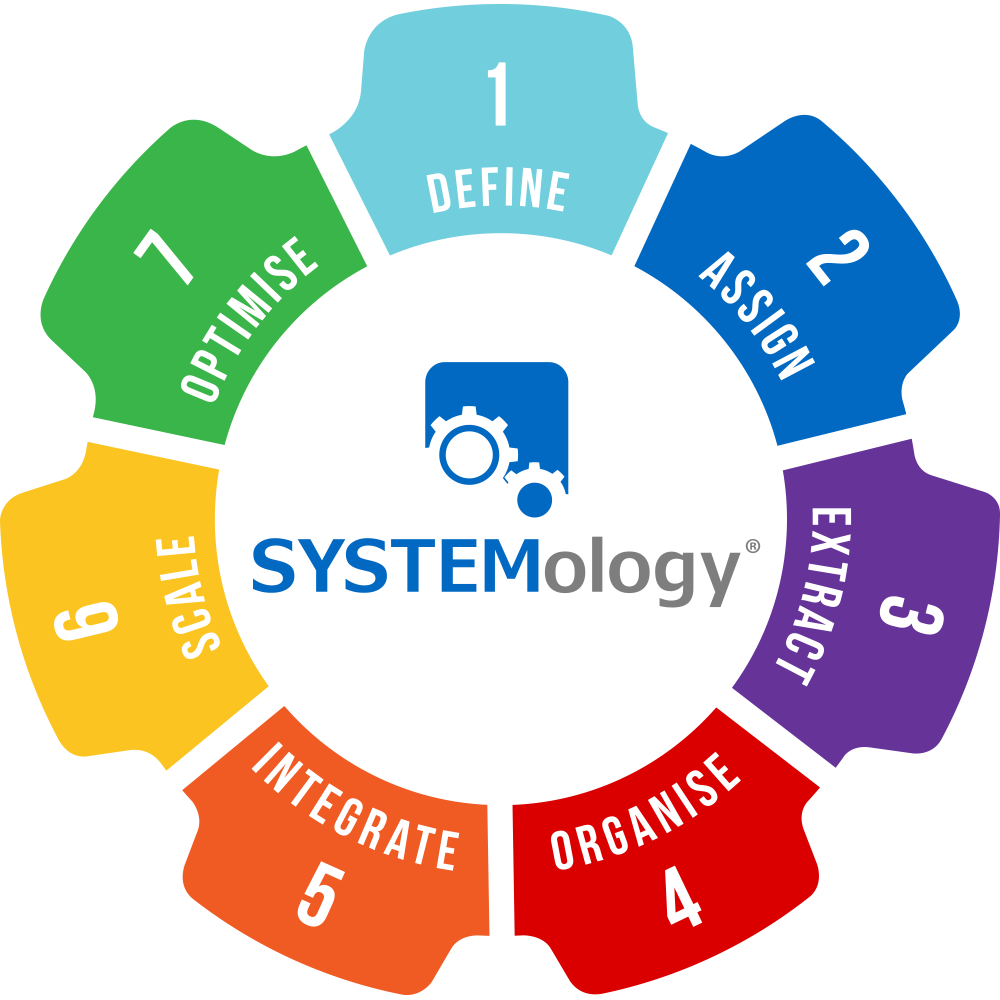 1
DEFINE
2
ASSIGN
3
EXTRACT
4
ORGANISE
5
INTEGRATE
6
SCALE
7
OPTIMISE
SYSTEMology®